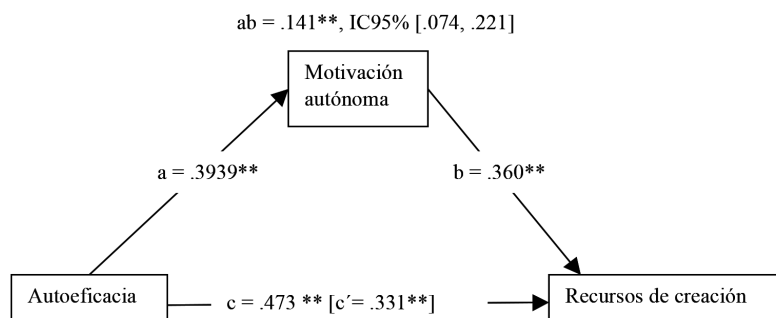 ab = .141**, IC95% [.074, .221]
Motivación
autónoma
a = .3939**
b = .360**
Autoeficacia
c = .473 ** [c´= .331**]
Recursos de creación